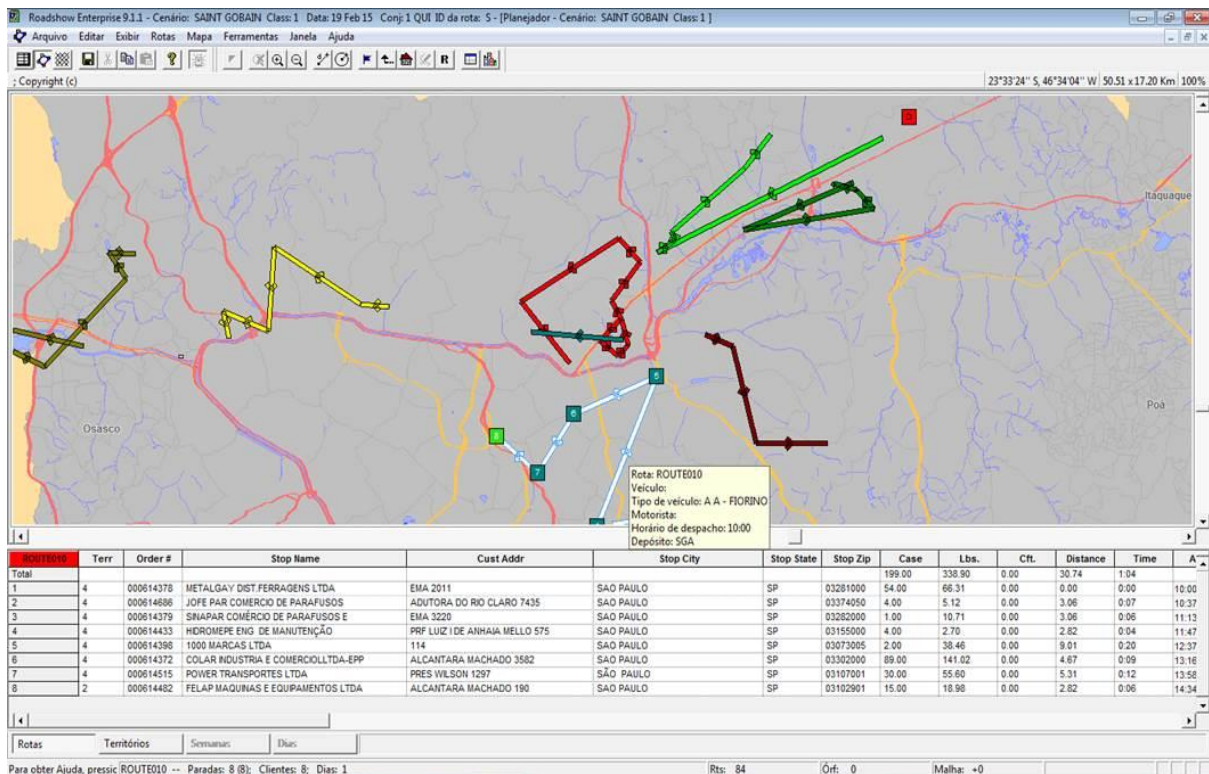 Roadshow Enterprise 9.1.1 - Cenário: SAINT GOBAIN Class: 1 Data: 19 Feb 15 Conj: 1 QUI ID da rota: S - [Planejador - Cenário: SAINT GOBAIN Class: 1 ]
Arquivo Editar Exibir Rotas Mapa Ferramentas Janela Ajuda
R
; Copyright (c) 23°33'24'' S, 46°34'04'' W 50.51 x 17.20 Km 100%
Itaquaque
Poà
Osasco
5
6
8
7
Rota: ROUTE010
Veículo:
Tipo de veículo: A A - FIORINO
Motorista:
Horário de despacho: 10:00
Depósito: SGA
ROUTE010 Terr Order # Stop Name Cust Addr Stop City Stop State Stop Zip Case Lbs. Cft. Distance Time A
Total 199.00 338.90 0.00 30.74 1:04
1 4 000614378 METALGAY DIST.FERRAGENS LTDA EMA 2011 SAO PAULO SP 03281000 54.00 66.31 0.00 0.00 0:00 10:00
2 4 000614686 JOFE PAR COMERCIO DE PARAFUSOS ADUTORA DO RIO CLARO 7435 SAO PAULO SP 03374050 4.00 5.12 0.00 3.06 0:07 10:37
3 4 000614379 SINAPAR COMÉRCIO DE PARAFUSOS E EMA 3220 SAO PAULO SP 03282000 1.00 10.71 0.00 3.06 0:06 11:13
4 4 000614433 HIDROMEPE ENG DE MANUTENÇÃO PRF LUIZ I DE ANHAIA MELLO 575 SAO PAULO SP 03155000 4.00 2.70 0.00 2.82 0:04 11:47
5 4 000614398 1000 MARCAS LTDA 114 SAO PAULO SP 03073005 2.00 38.46 0.00 9.01 0:20 12:37
6 4 000614372 COLAR INDUSTRIA E COMERCIOLLTDA-EPP ALCANTARA MACHADO 3582 SAO PAULO SP 03302000 89.00 141.02 0.00 4.67 0:09 13:16
7 4 000614515 POWER TRANSPORTES LTDA PRES WILSON 1297 SÃO PAULO SP 03107001 30.00 55.60 0.00 5.31 0:12 13:58
8 2 000614482 FELAP MAQUINAS E EQUIPAMENTOS LTDA ALCANTARA MACHADO 190 SAO PAULO SP 03102901 15.00 18.98 0.00 2.82 0:06 14:34
Rotas Territórios Semanas Dias
Para obter Ajuda, pressic ROUTE010 -- Paradas: 8 (8); Clientes: 8; Dias: 1 Rts: 84 Órf: 0 Malha: +0